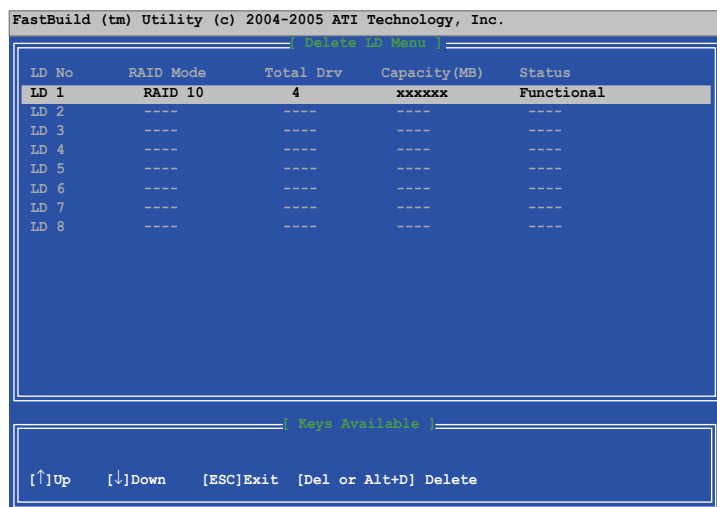 FastBuild (tm) Utility (c) 2004-2005 ATI Technology, Inc.
[ Delete LD Menu ]
LD No RAID Mode Total Drv Capacity(MB) Status
LD 1 RAID 10 4 xxxxxx Functional
LD 2 ---- ---- ---- ----
LD 3 ---- ---- ---- ----
LD 4 ---- ---- ---- ----
LD 5 ---- ---- ---- ----
LD 6 ---- ---- ---- ----
LD 7 ---- ---- ---- ----
LD 8 ---- ---- ---- ----
[ Keys Available ]
[↑]Up [↓]Down [ESC]Exit [Del or Alt+D] Delete